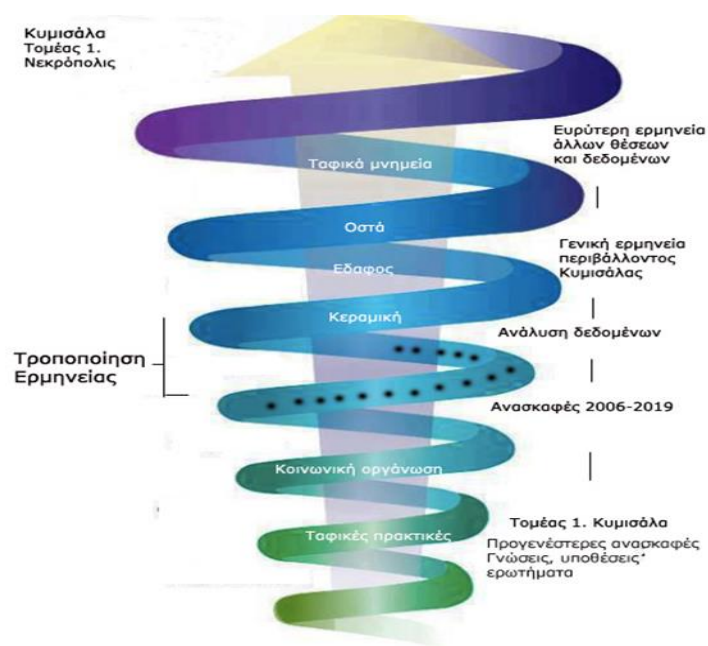 Κυμισάλα
Τομέας 1.
Νεκρόπολις
Ευρύτερη ερμηνεία
άλλων θέσεων
και δεδομένων
Ταφικά μνημεία
Οστά
Γενική ερμηνεία
περιβάλλοντος
Κυμισάλας
Εδαφος
Κεραμική
Ανάλυση δεδομένων
Τροποποίηση
Ερμηνείας
Ανασκαφές 2006-2019
Κοινωνική οργάνωση
Τομέας 1. Κυμισάλα
Ταφικές πρακτικές
Προγενέστερες ανασκαφές
Γνώσεις, υποθέσεις*
ερωτήματα